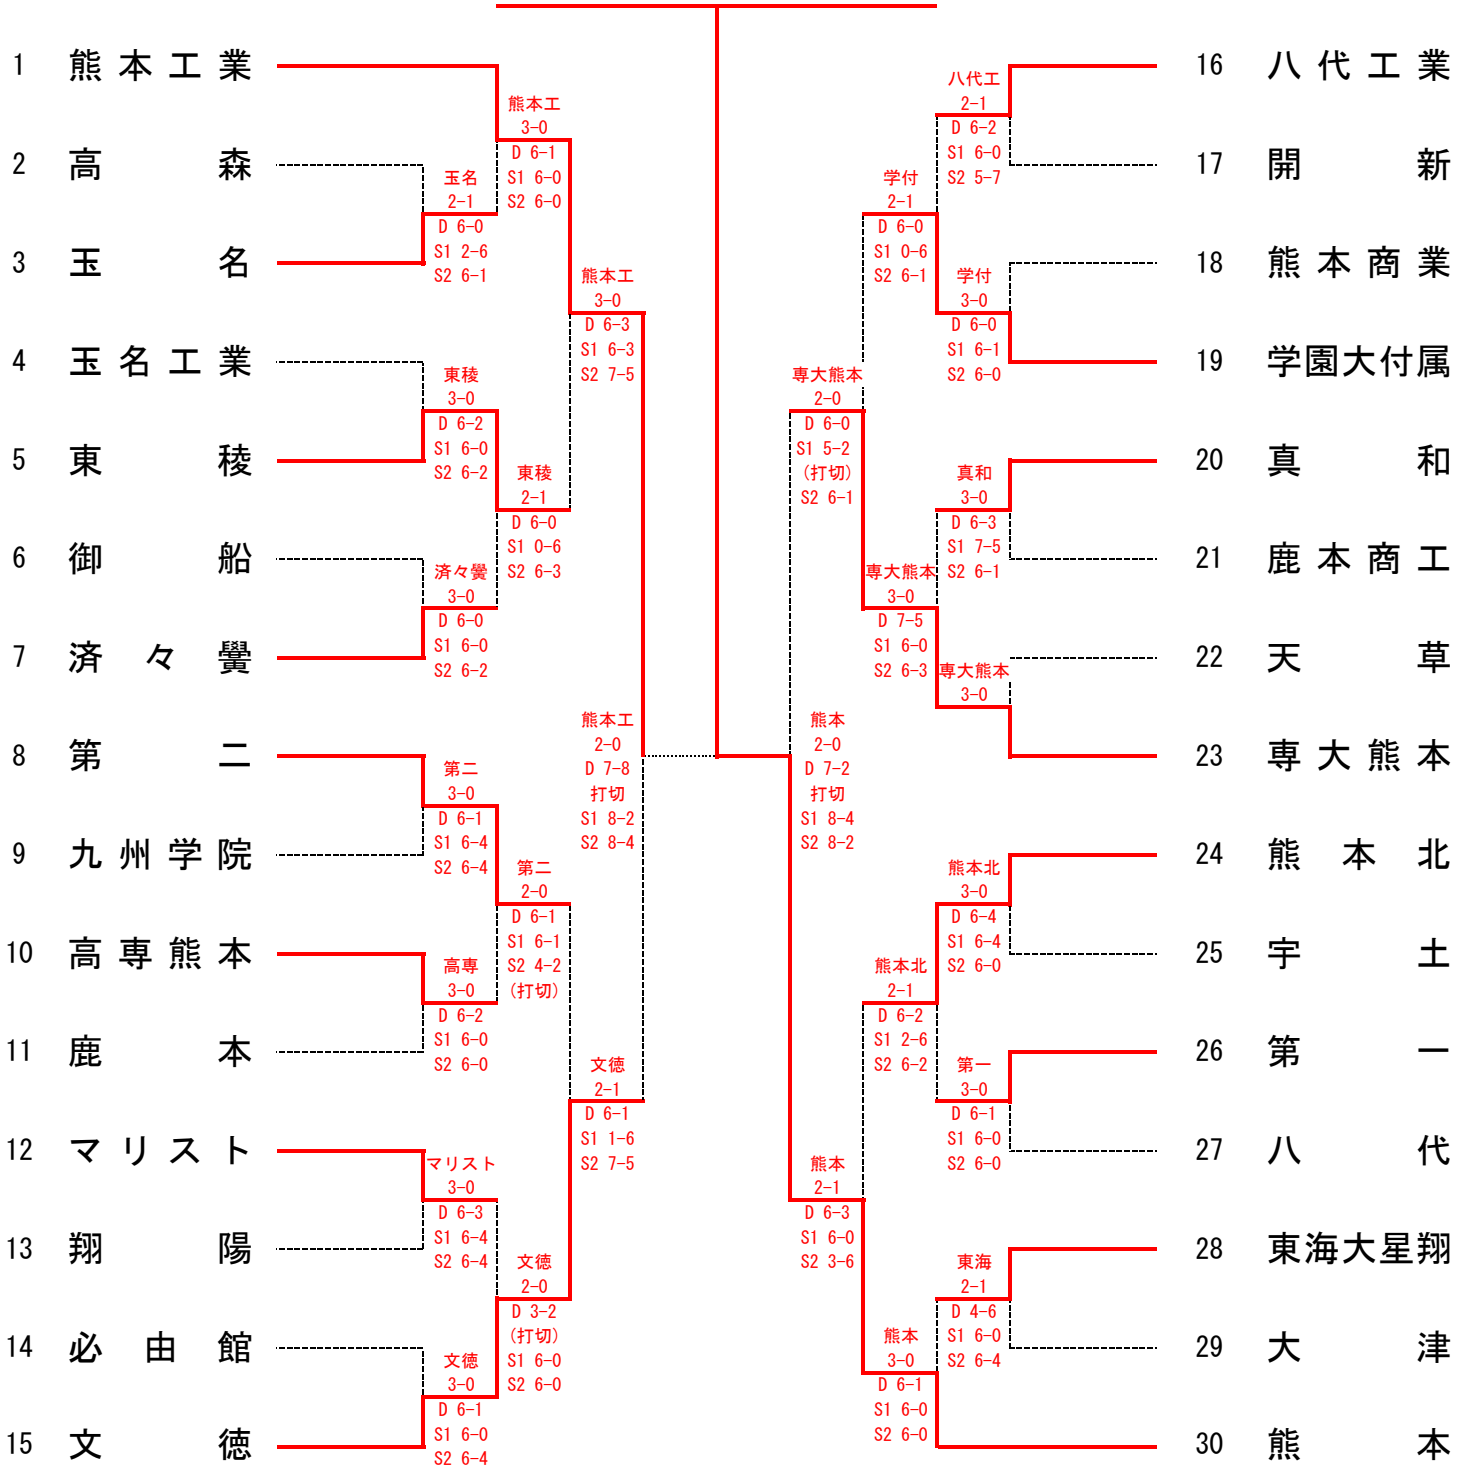 1 熊本工業
2 高森
3 玉名
4 玉名工業
5 東稜
6 御船
7 済々黌
8 第二
9 九州学院
10 高専熊本
11 鹿本
12 マリスト
13 翔陽
14 必由館
15 文徳
玉名
2-1
D 6-0
S1 2-6
S2 6-1
東稜
3-0
D 6-2
S1 6-0
S2 6-2
済々黌
3-0
D 6-0
S1 6-0
S2 6-2
第二
3-0
D 6-1
S1 6-4
S2 6-4
高専
3-0
D 6-2
S1 6-0
S2 6-0
マリスト
3-0
D 6-3
S1 6-4
S2 6-4
文徳
3-0
D 6-1
S1 6-0
S2 6-4
熊本工
3-0
D 6-1
S1 6-0
S2 6-0
東稜
2-1
D 6-0
S1 0-6
S2 6-3
第二
2-0
D 6-1
S1 6-1
S2 4-2
(打切)
文徳
2-0
D 3-2
(打切)
S1 6-0
S2 6-0
熊本工
3-0
D 6-3
S1 6-3
S2 7-5
文徳
2-1
D 6-1
S1 1-6
S2 7-5
熊本工
2-0
D 7-8
打切
S1 8-2
S2 8-4
熊本
2-0
D 7-2
打切
S1 8-4
S2 8-2
専大熊本
2-0
D 6-0
S1 5-2
(打切)
S2 6-1
熊本
2-1
D 6-3
S1 6-0
S2 3-6
学付
2-1
D 6-0
S1 0-6
S2 6-1
専大熊本
3-0
D 7-5
S1 6-0
S2 6-3
熊本北
2-1
D 6-2
S1 2-6
S2 6-2
熊本
3-0
D 6-1
S1 6-0
S2 6-0
八代工
2-1
D 6-2
S1 6-0
S2 5-7
学付
3-0
D 6-0
S1 6-1
S2 6-0
真和
3-0
D 6-3
S1 7-5
S2 6-1
専大熊本
3-0
熊本北
3-0
D 6-4
S1 6-4
S2 6-0
第一
3-0
D 6-1
S1 6-0
S2 6-0
東海
2-1
D 4-6
S1 6-0
S2 6-4
16 八代工業
17 開新
18 熊本商業
19 学園大付属
20 真和
21 鹿本商工
22 天草
23 専大熊本
24 熊本北
25 宇土
26 第一
27 八代
28 東海大星翔
29 大津
30 熊本